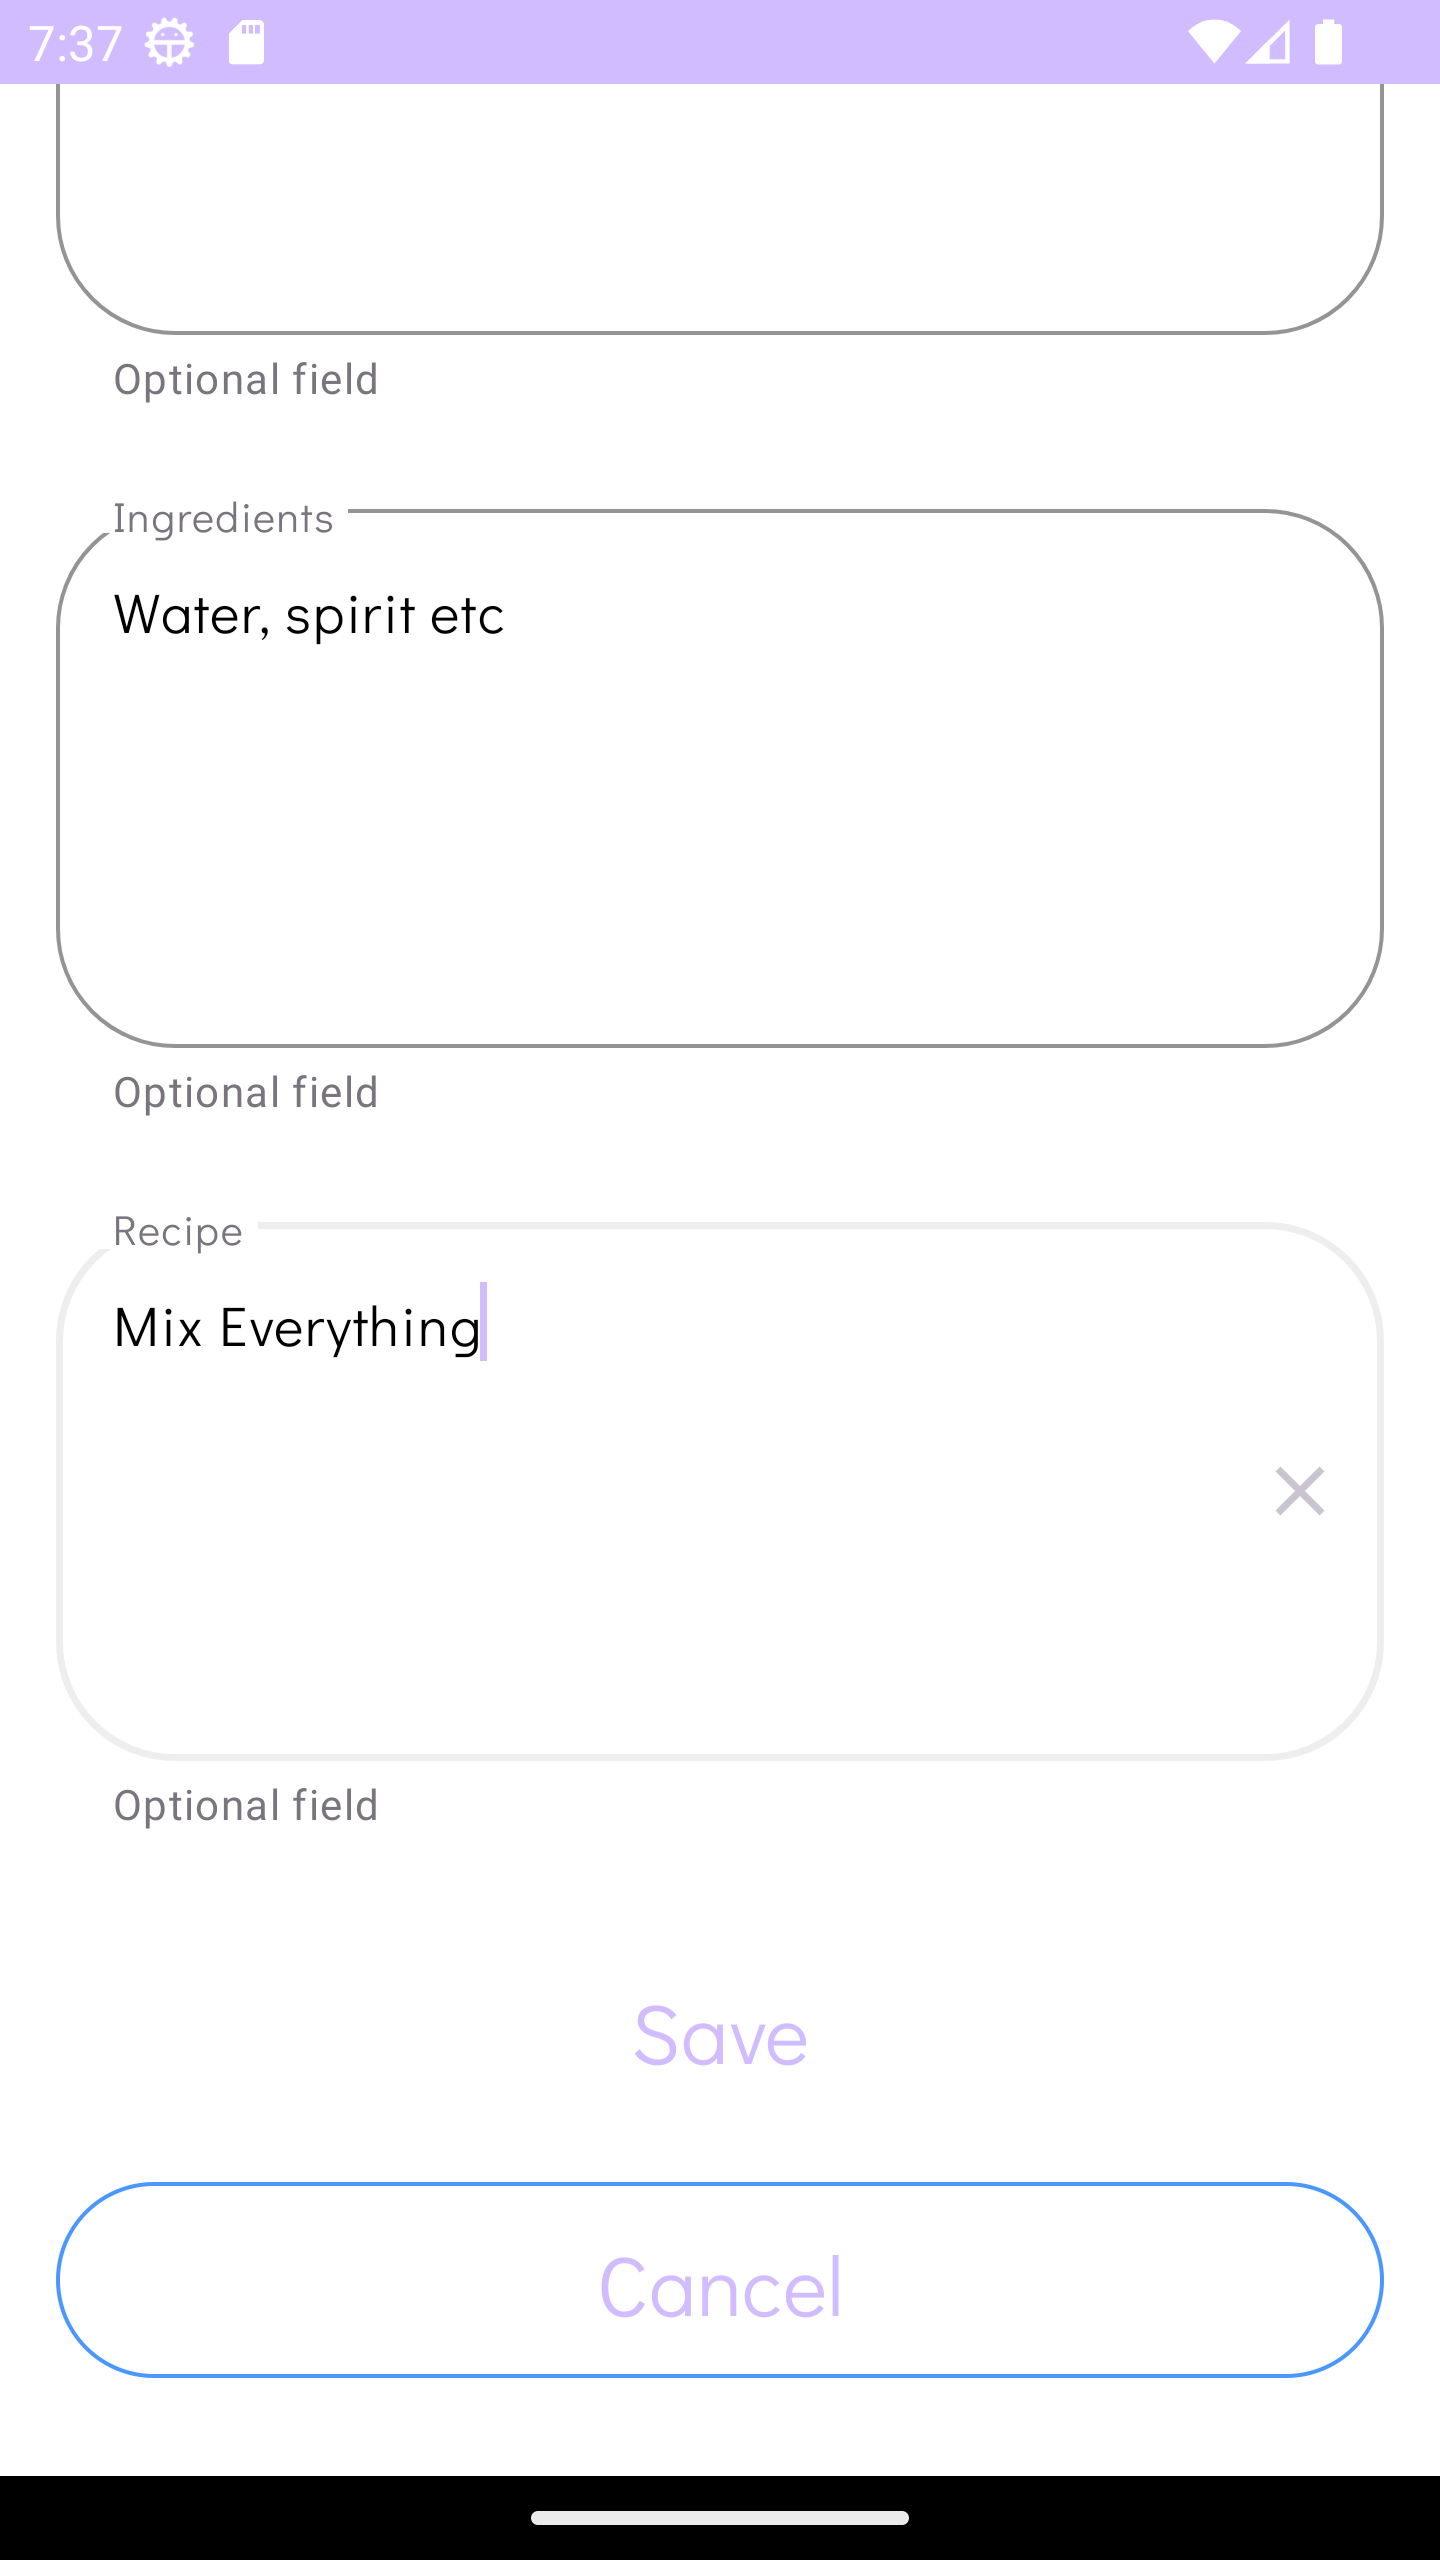 7:37
Optional field
Ingredients
Water, spirit etc
Optional field
Recipe
Mix Everything
Optional field
Save
Cancel